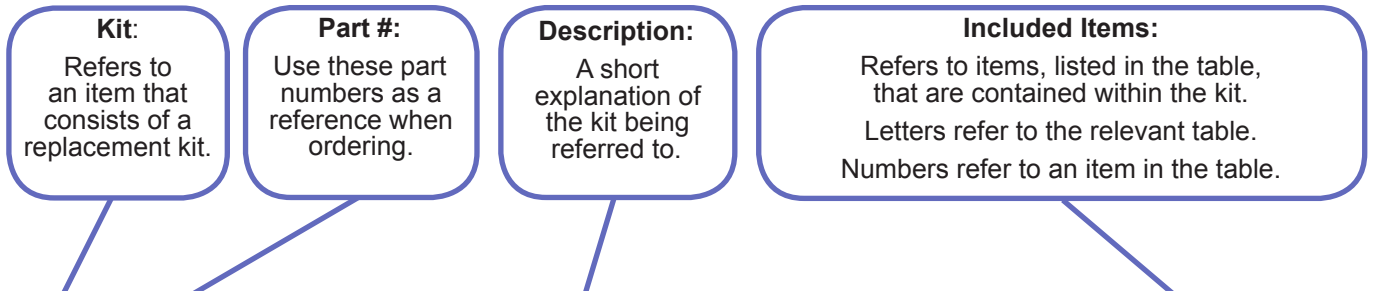 Kit:
Refers to
an item that
consists of a
replacement kit.
Part #:
Use these part
numbers as a
reference when
ordering.
Description:
A short
explanation of
the kit being
referred to.
Included Items:
Refers to items, listed in the table,
that are contained within the kit.
Letters refer to the relevant table.
Numbers refer to an item in the table.